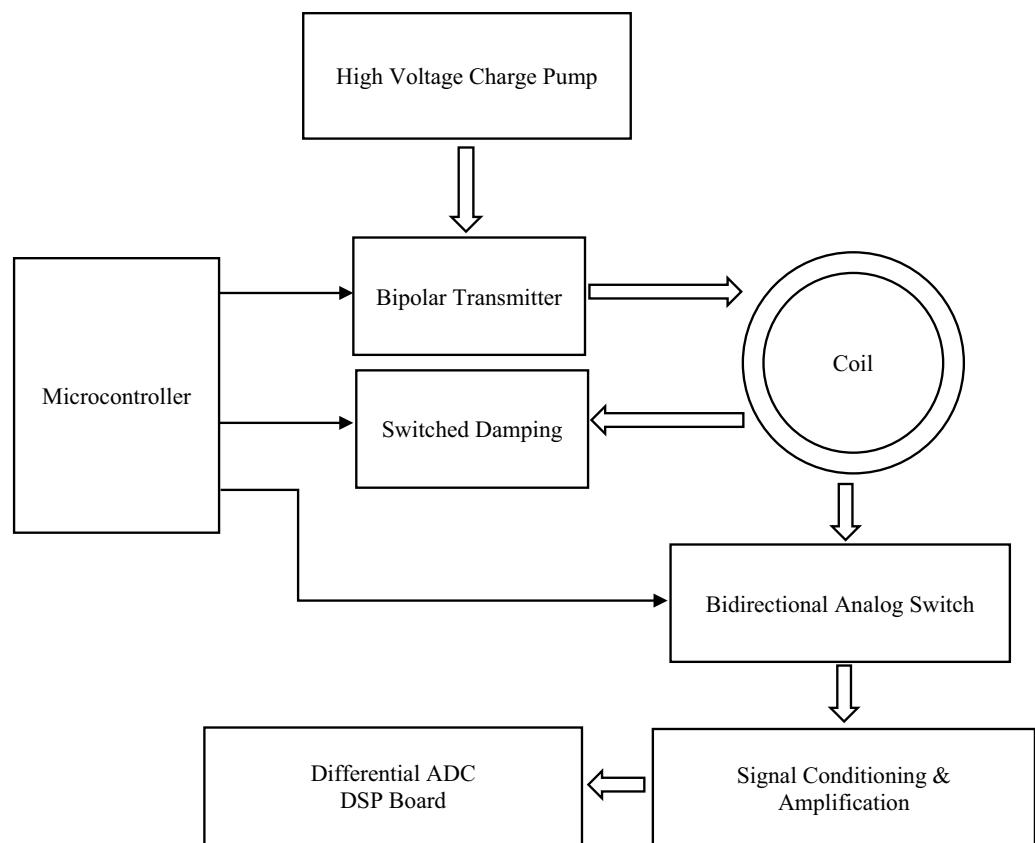 High Voltage Charge Pump
Bipolar Transmitter
Coil
Microcontroller
Switched Damping
Bidirectional Analog Switch
Differential ADC
DSP Board
Signal Conditioning &
Amplification